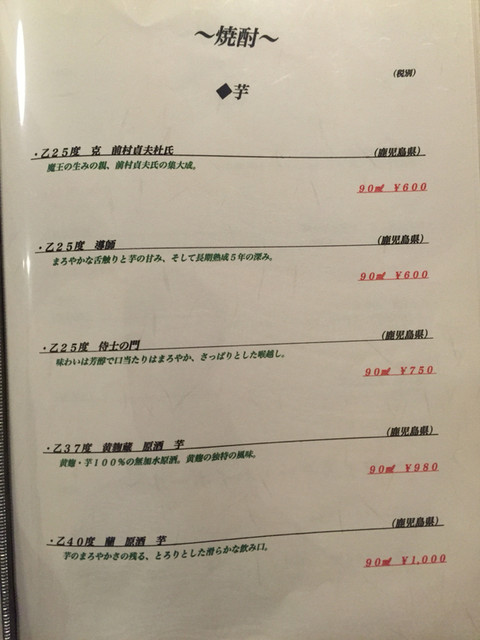 ～焼酎～
（税別）
◆芋
・乙２５度　克　前村貞夫杜氏　（鹿児島県）
魔王の生みの親、前村貞夫氏の集大成。
９０㎖　￥６００
・乙２５度　導師　（鹿児島県）
まろやかな舌触りと芋の甘み、そして長期熟成５年の深み。
９０㎖　￥６００
・乙２５度　侍士の門　（鹿児島県）
味わいは芳醇で口当たりはまろやか、さっぱりとした喉越し。
９０㎖　￥７５０
・乙３７度　黄麹蔵　原酒　芋　（鹿児島県）
黄麹・芋１００％の無加水原酒。黄麹の独特の風味。
９０㎖　￥９８０
・乙４０度　蘭　原酒　芋　（鹿児島県）
芋のまろやかさの残る、とろりとした滑らかな飲み口。
９０㎖　￥１,０００